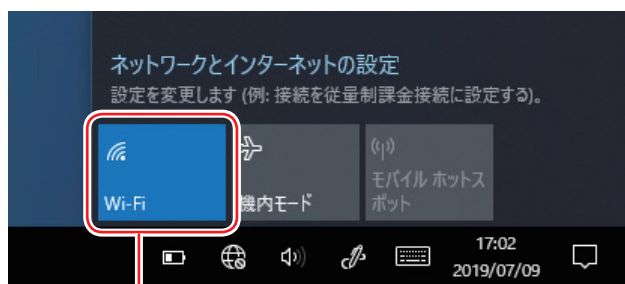 ネットワークとインターネットの設定
設定を変更します (例: 接続を従量制課金接続に設定する)。
Wi-Fi
機内モード
モバイル ホットス
ポット
17:02
2019/07/09